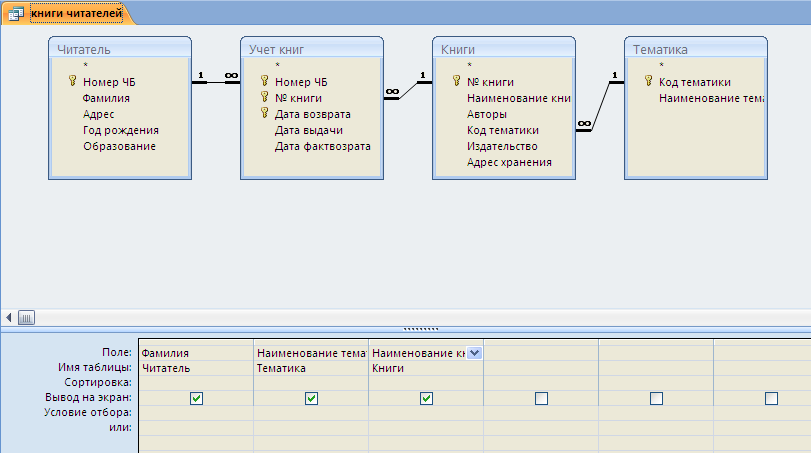 книги читателей
Читатель
*
Номер ЧБ
Фамилия
Адрес
Год рождения
Образование
1 ∞
Учет книг
*
Номер ЧБ
№ книги
Дата возврата
Дата выдачи
Дата фактвозрата
∞ 1
Книги
*
№ книги
Наименование кни
Авторы
Код тематики
Издательство
Адрес хранения
∞ 1
Тематика
*
Код тематики
Наименование тема
Поле: Фамилия Наименование тема Наименование кн
Имя таблицы: Читатель Тематика Книги
Сортировка:
Вывод на экран:
Условие отбора:
или: